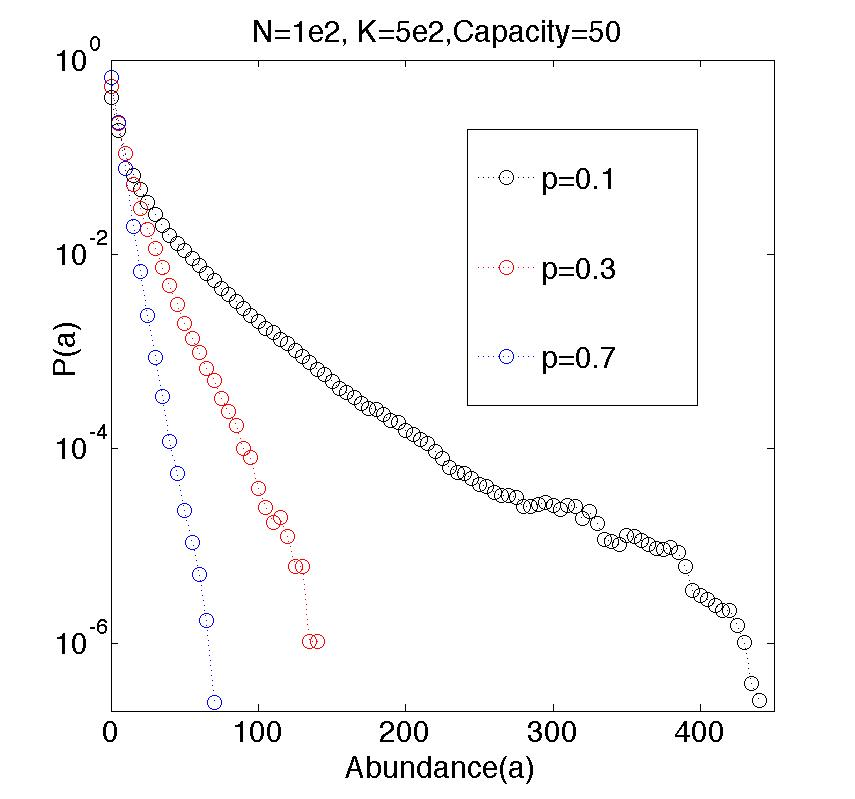 N=1e2, K=5e2,Capacity=50
10^0
10^-2
10^-4
10^-6
P(a)
p=0.1
p=0.3
p=0.7
0 100 200 300 400
Abundance(a)